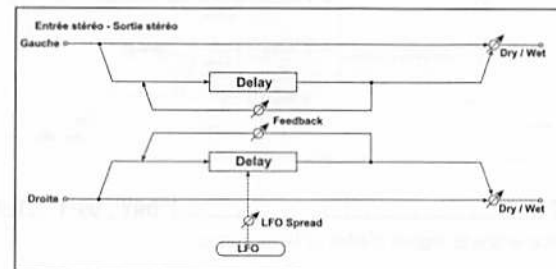 Entrée stéréo - Sortie stéréo
Gauche
Dry / Wet
Delay
Feedback
Delay
Droite
Dry / Wet
LFO Spread
LFO